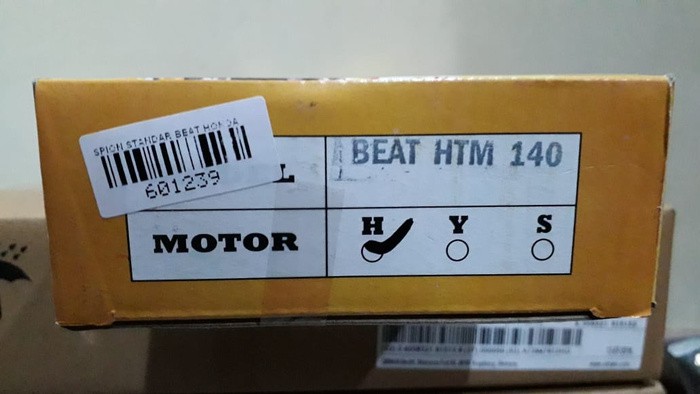 SPION STANDAR BEAT HONDA
601239
L
BEAT HTM 140
MOTOR
H Y S